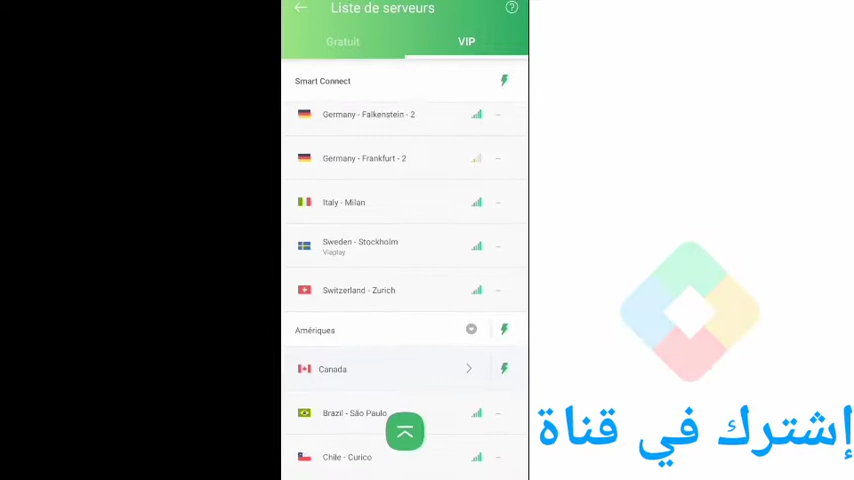 Liste de serveurs
Gratuit
VIP
Smart Connect
Germany - Falkenstein - 2
Germany - Frankfurt - 2
Italy - Milan
Sweden - Stockholm
Viaplay
Switzerland - Zurich
Amériques
Canada
Brazil - São Paulo
Chile - Curico
إشترك في قناة